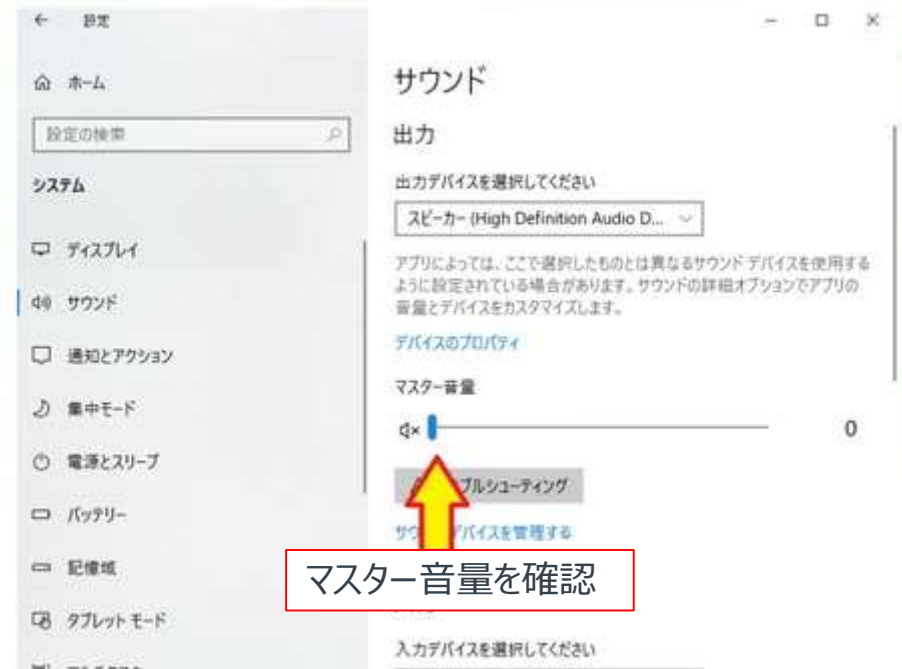 設定
ホーム
設定の検索
システム
ディスプレイ
サウンド
通知とアクション
集中モード
電源とスリープ
バッテリー
記憶域
タブレット モード
サウンド
出力
出力デバイスを選択してください
スピーカー (High Definition Audio D...
アプリによっては、ここで選択したものとは異なるサウンド デバイスを使用する
ように設定されている場合があります。サウンドの詳細オプションでアプリの
音量とデバイスをカスタマイズします。
デバイスのプロパティ
マスター音量
0
ブルシューティング
デバイスを管理する
マスター音量を確認
入力デバイスを選択してください